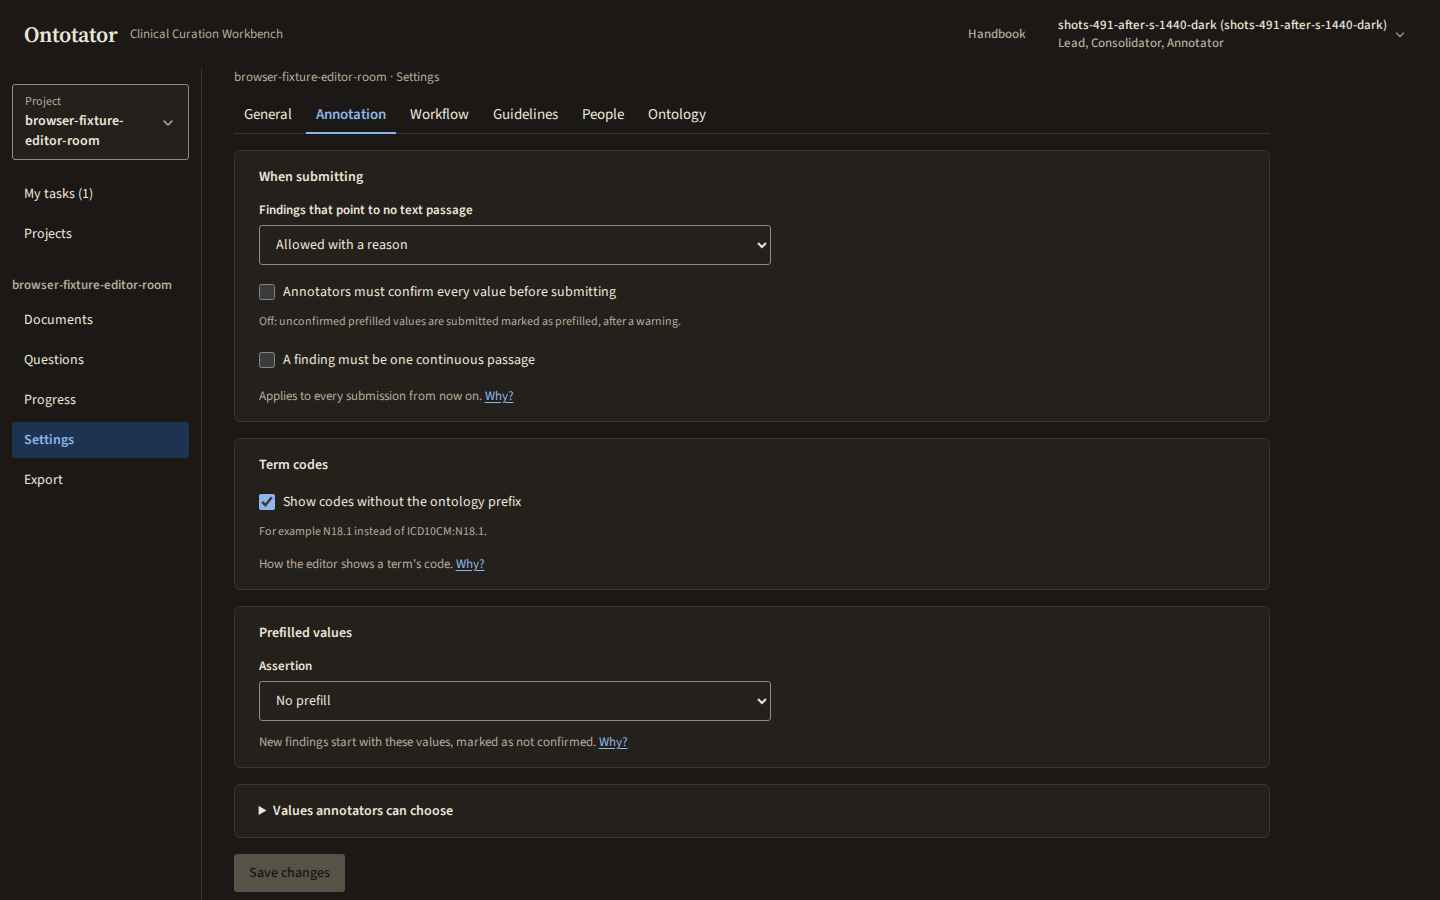 Ontotator Clinical Curation Workbench
Handbook
shots-491-after-s-1440-dark (shots-491-after-s-1440-dark)
Lead, Consolidator, Annotator
Project
browser-fixture-
editor-room
My tasks (1)
Projects
browser-fixture-editor-room
Documents
Questions
Progress
Settings
Export
browser-fixture-editor-room · Settings
General Annotation Workflow Guidelines People Ontology
When submitting
Findings that point to no text passage
Allowed with a reason
Annotators must confirm every value before submitting
Off: unconfirmed prefilled values are submitted marked as prefilled, after a warning.
A finding must be one continuous passage
Applies to every submission from now on. Why?
Term codes
Show codes without the ontology prefix
For example N18.1 instead of ICD10CM:N18.1.
How the editor shows a term's code. Why?
Prefilled values
Assertion
No prefill
New findings start with these values, marked as not confirmed. Why?
Values annotators can choose
Save changes